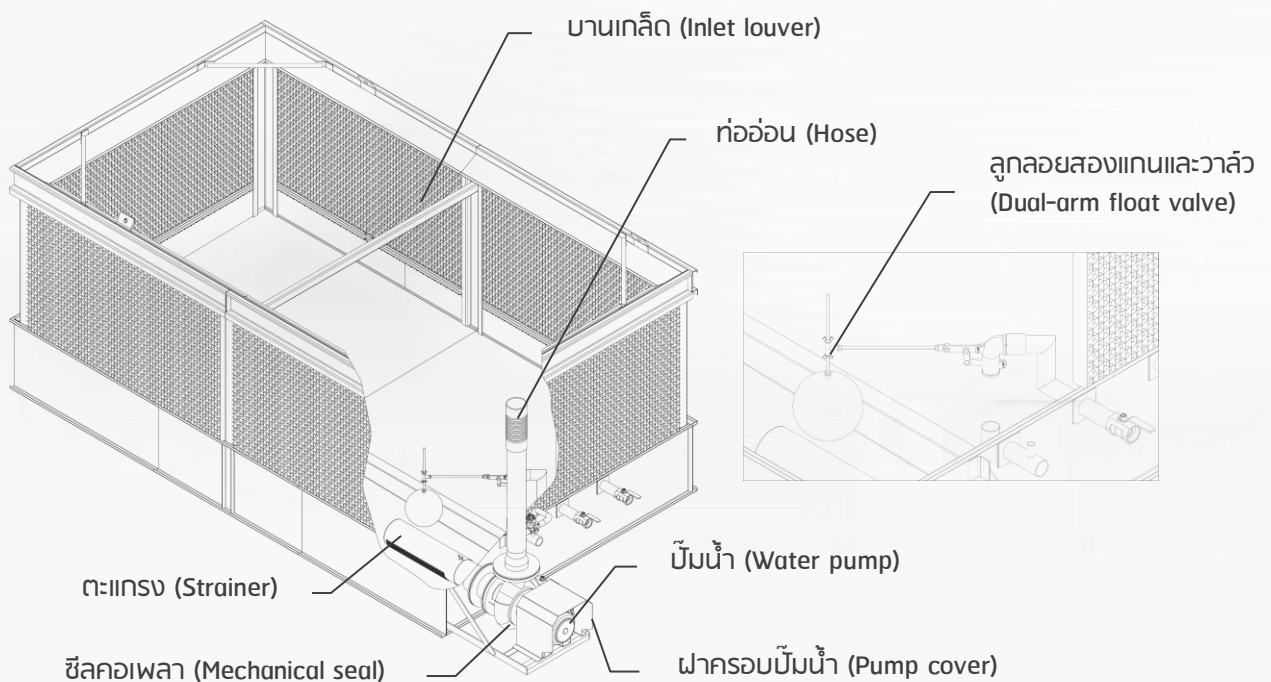 บานเกล็ด (Inlet louver)
ท่ออ่อน (Hose)
ลูกลอยสองแกนและวาล์ว
(Dual-arm float valve)
ตะแกรง (Strainer)
ปั๊มน้ำ (Water pump)
ซีลคอเพลา (Mechanical seal)
ฝาครอบปั๊มน้ำ (Pump cover)